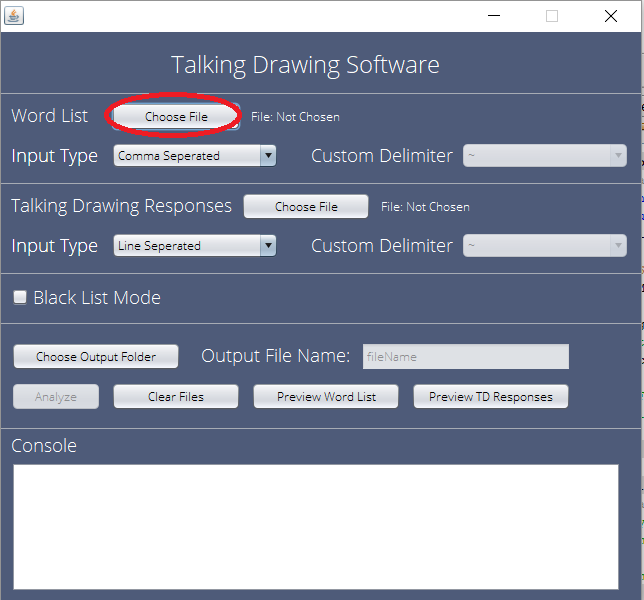 Talking Drawing Software
Word List Choose File File: Not Chosen
Input Type Comma Seperated Custom Delimiter ~
Talking Drawing Responses Choose File File: Not Chosen
Input Type Line Seperated Custom Delimiter ~
Black List Mode
Choose Output Folder Output File Name: fileName
Analyze Clear Files Preview Word List Preview TD Responses
Console